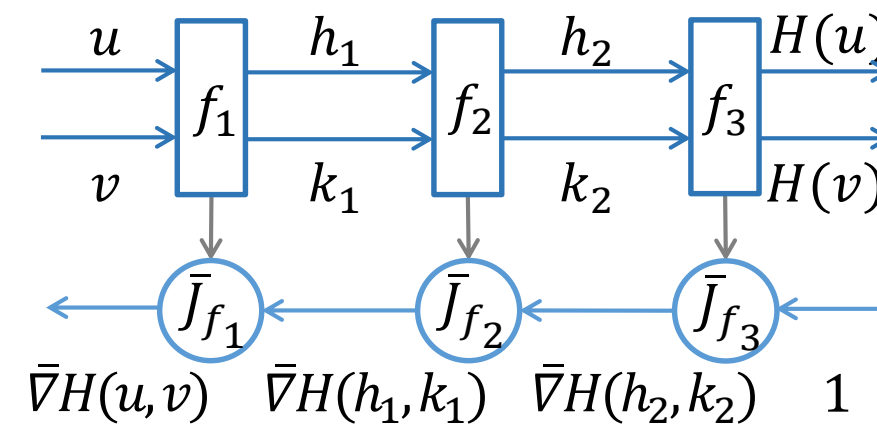 u h₁ h₂ H(u)
f₁ f₂ f₃
v k₁ k₂ H(v)
J̅f₁ J̅f₂ J̅f₃
∇̅H(u,v) ∇̅H(h₁,k₁) ∇̅H(h₂,k₂) 1